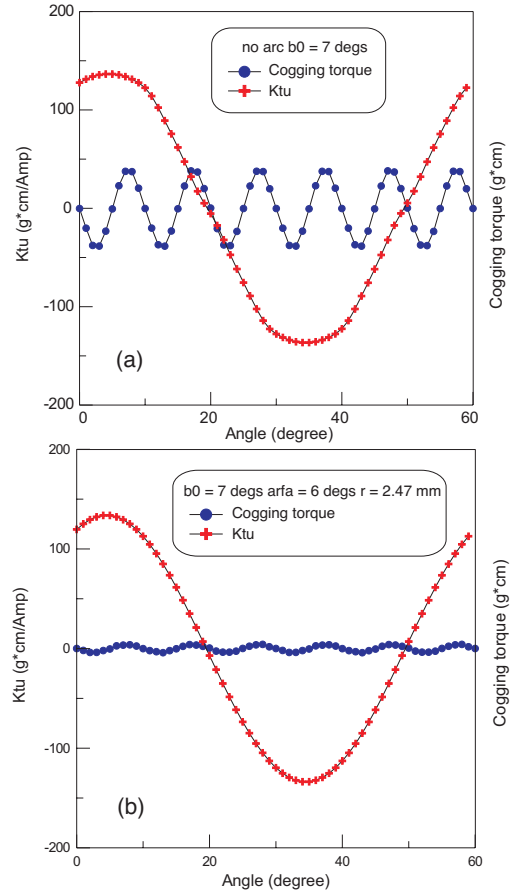 200
no arc b0 = 7 degs
Cogging torque
Ktu
100
Ktu (g*cm/Amp)
0
Cogging torque (g*cm)
-100
(a)
-200
0 20 40 60
Angle (degree)
200
b0 = 7 degs arfa = 6 degs r = 2.47 mm
Cogging torque
Ktu
100
Ktu (g*cm/Amp)
0
Cogging torque (g*cm)
-100
(b)
-200
0 20 40 60
Angle (degree)